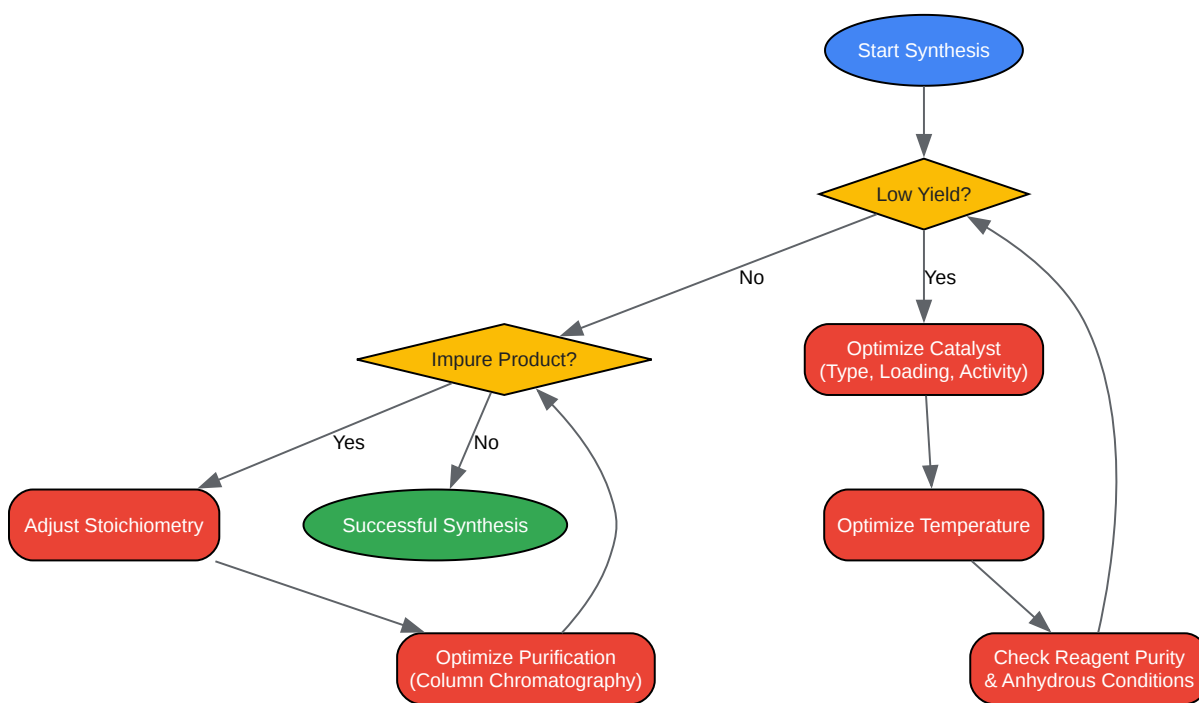 Start Synthesis
Low Yield?
No
Yes
Impure Product?
Optimize Catalyst
(Type, Loading, Activity)
Yes
No
Adjust Stoichiometry
Successful Synthesis
Optimize Temperature
Optimize Purification
(Column Chromatography)
Check Reagent Purity
& Anhydrous Conditions